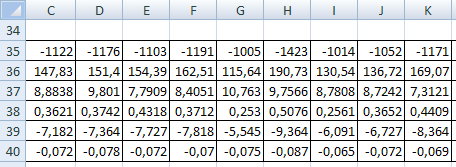 C D E F G H I J K
34
35 -1122 -1176 -1103 -1191 -1005 -1423 -1014 -1052 -1171
36 147,83 151,4 154,39 162,51 115,64 190,73 130,54 136,72 169,07
37 8,8838 9,801 7,7909 8,4051 10,763 9,7566 8,7808 8,7242 7,3121
38 0,3621 0,3742 0,4318 0,3712 0,253 0,5076 0,2561 0,3652 0,4409
39 -7,182 -7,364 -7,727 -7,818 -5,545 -9,364 -6,091 -6,727 -8,364
40 -0,072 -0,078 -0,072 -0,07 -0,075 -0,087 -0,065 -0,072 -0,069